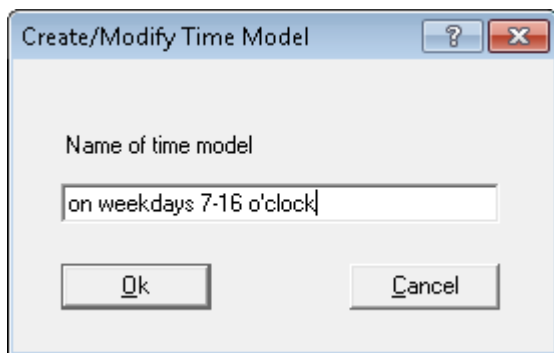 Create/Modify Time Model ?
Name of time model
on weekdays 7-16 o'clock
Ok Cancel